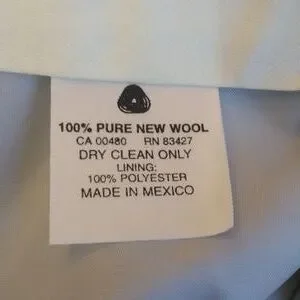 100% PURE NEW WOOL
CA 00480 RN 83427
DRY CLEAN ONLY
LINING:
100% POLYESTER
MADE IN MEXICO